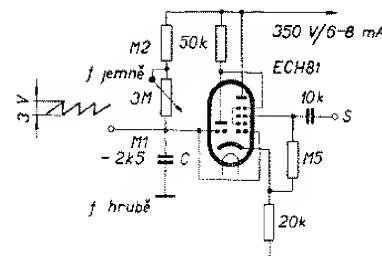 350 V/6-8 mA
M2
50k
ECH81
f jemně
3M
10k
S
3 V
M1
- 2k5
C
M5
f hrubě
20k